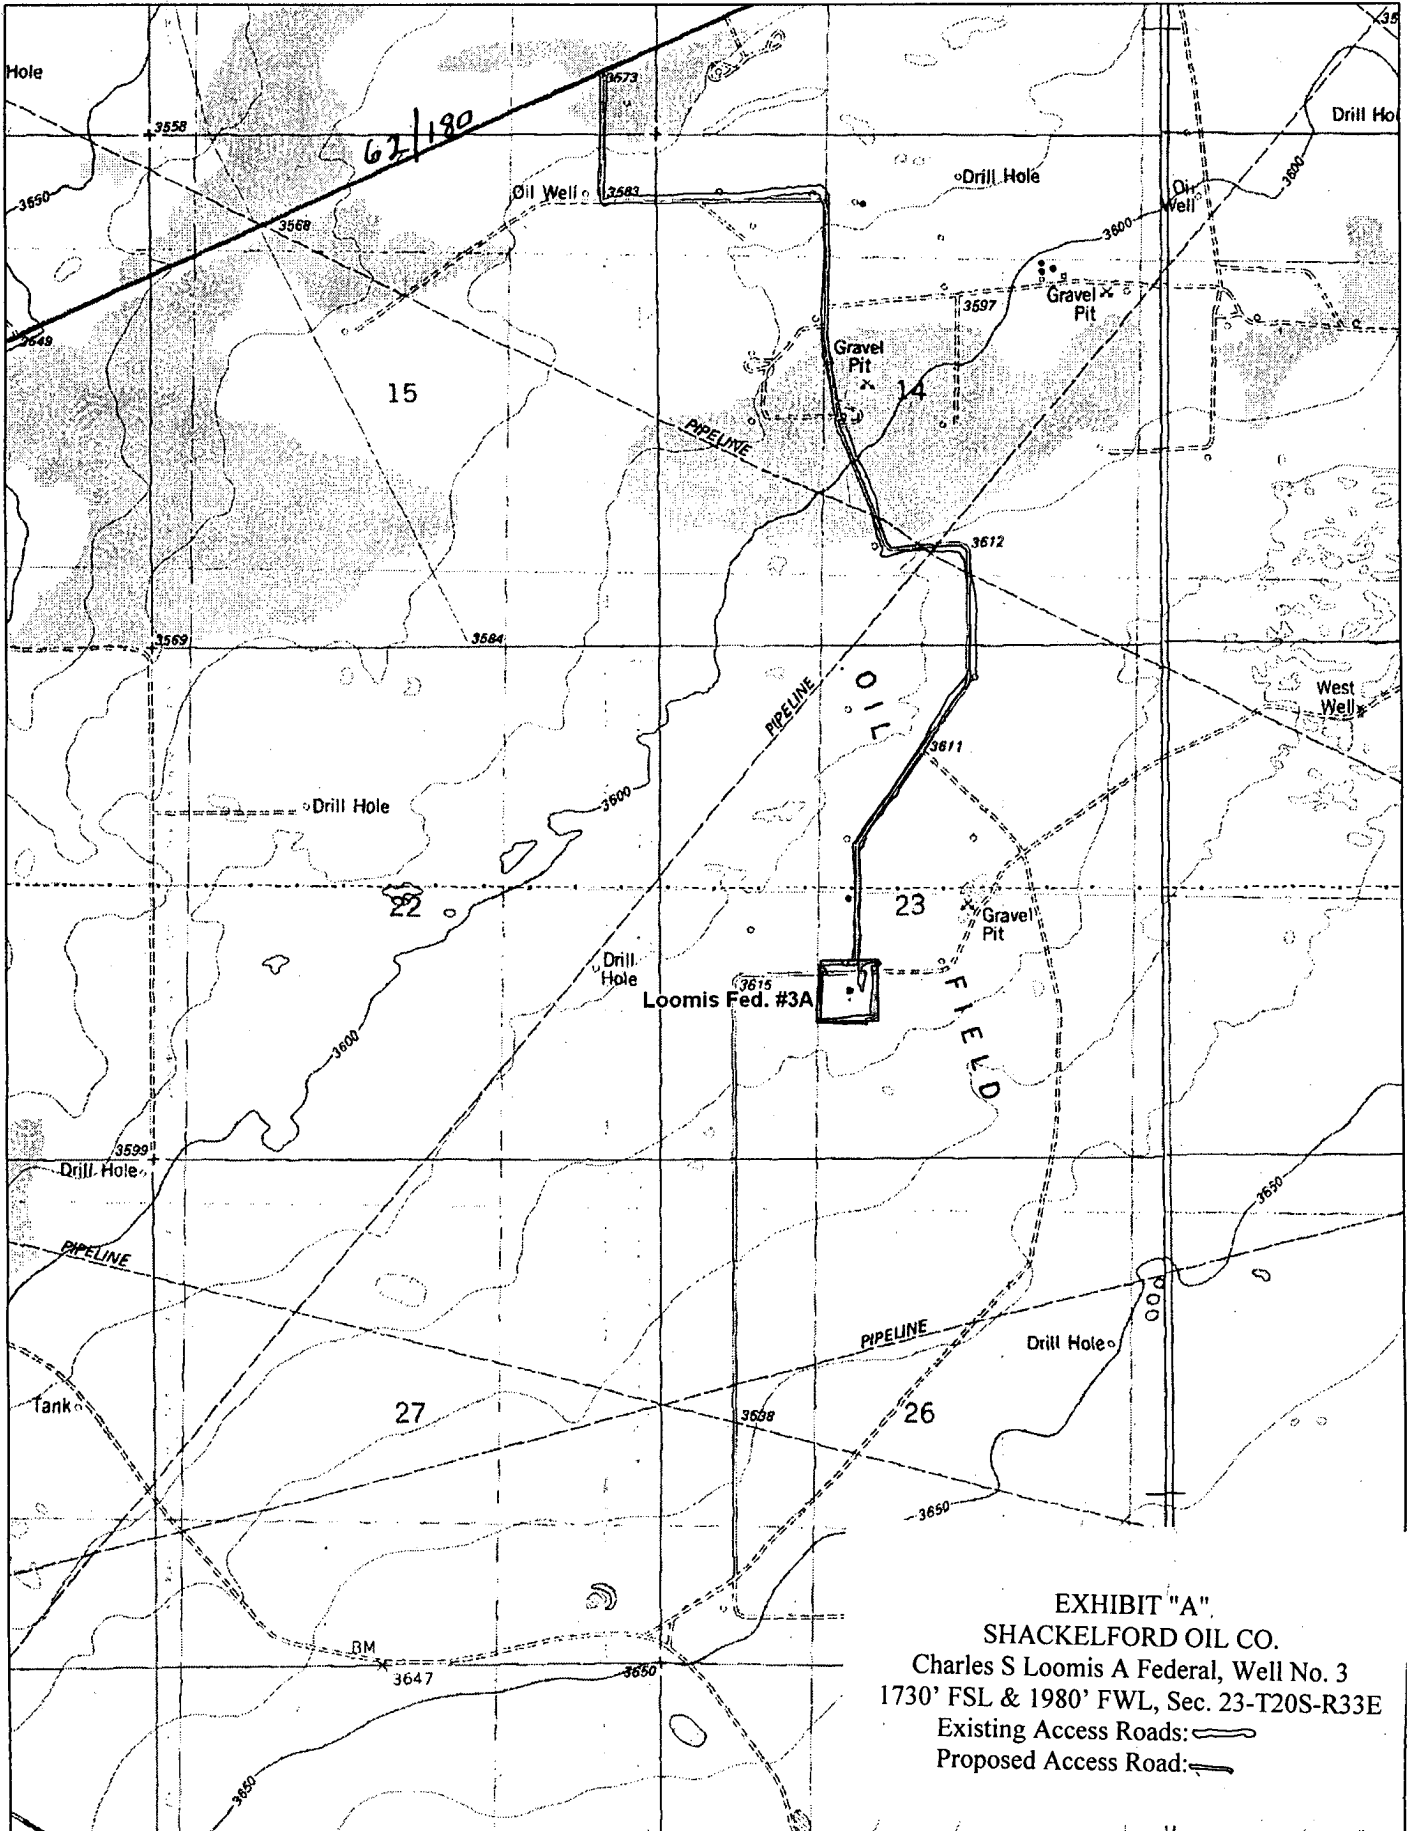 35
Hole
3573
Drill Ho
3558
62/180
3550
Oil Well
3583
Drill Hole
Oil
Well
3600
3568
3600
Gravel
Pit
3597
3549
Gravel
Pit
15
14
PIPELINE
3612
3569
3584
OIL
West
Well
PIPELINE
3611
Drill Hole
3600
22
23
Gravel
Pit
Drill
Hole
3615
FIELD
Loomis Fed. #3A
3600
3599
Drill Hole
3650
PIPELINE
POO
PIPELINE
Drill Hole
Tank
27
3638
26
3650
EXHIBIT "A"
SHACKELFORD OIL CO.
BM
3647
3650
Charles S Loomis A Federal, Well No. 3
1730' FSL & 1980' FWL, Sec. 23-T20S-R33E
Existing Access Roads:
Proposed Access Road:
3650